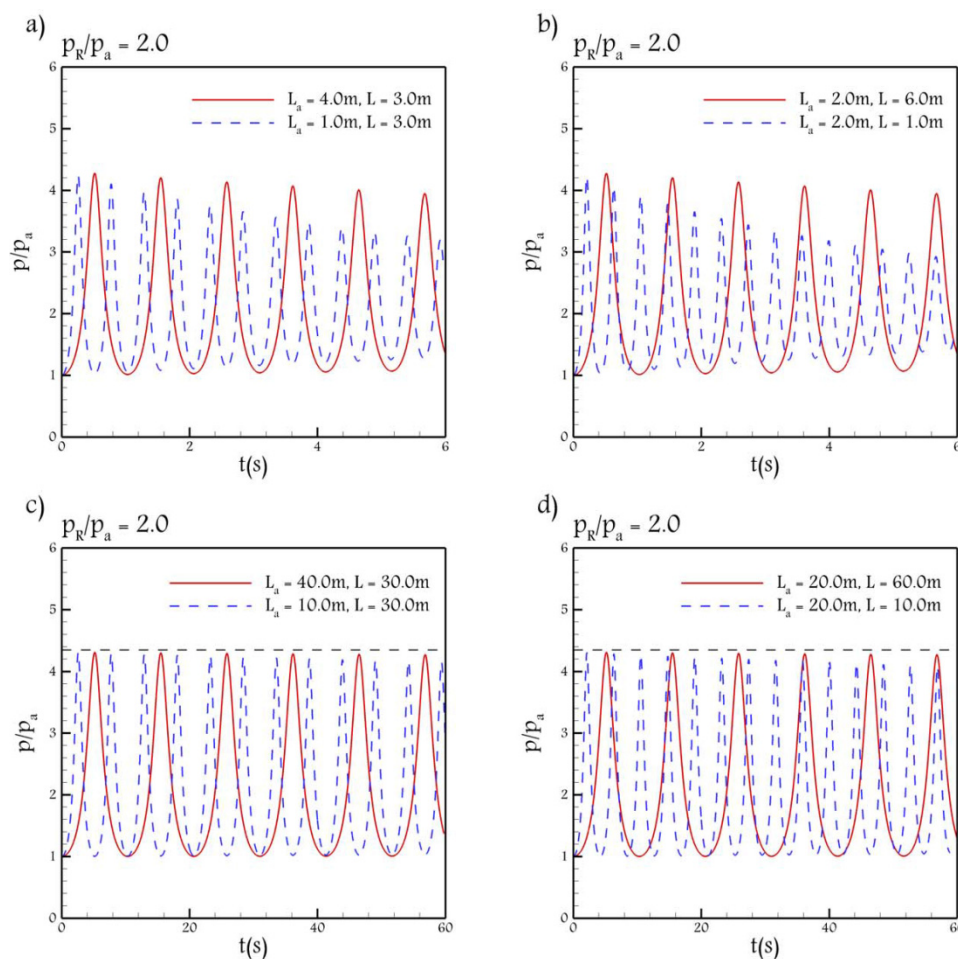 a)
p_R/p_a = 2.0
6
5
4
3
2
1
0
p/p_a
L_a = 4.0m, L = 3.0m
L_a = 1.0m, L = 3.0m
0 2 4 6
t(s)
b)
p_R/p_a = 2.0
6
5
4
3
2
1
0
p/p_a
L_a = 2.0m, L = 6.0m
L_a = 2.0m, L = 1.0m
0 2 4 6
t(s)
c)
p_R/p_a = 2.0
6
5
4
3
2
1
0
p/p_a
L_a = 40.0m, L = 30.0m
L_a = 10.0m, L = 30.0m
0 20 40 60
t(s)
d)
p_R/p_a = 2.0
6
5
4
3
2
1
0
p/p_a
L_a = 20.0m, L = 60.0m
L_a = 20.0m, L = 10.0m
0 20 40 60
t(s)